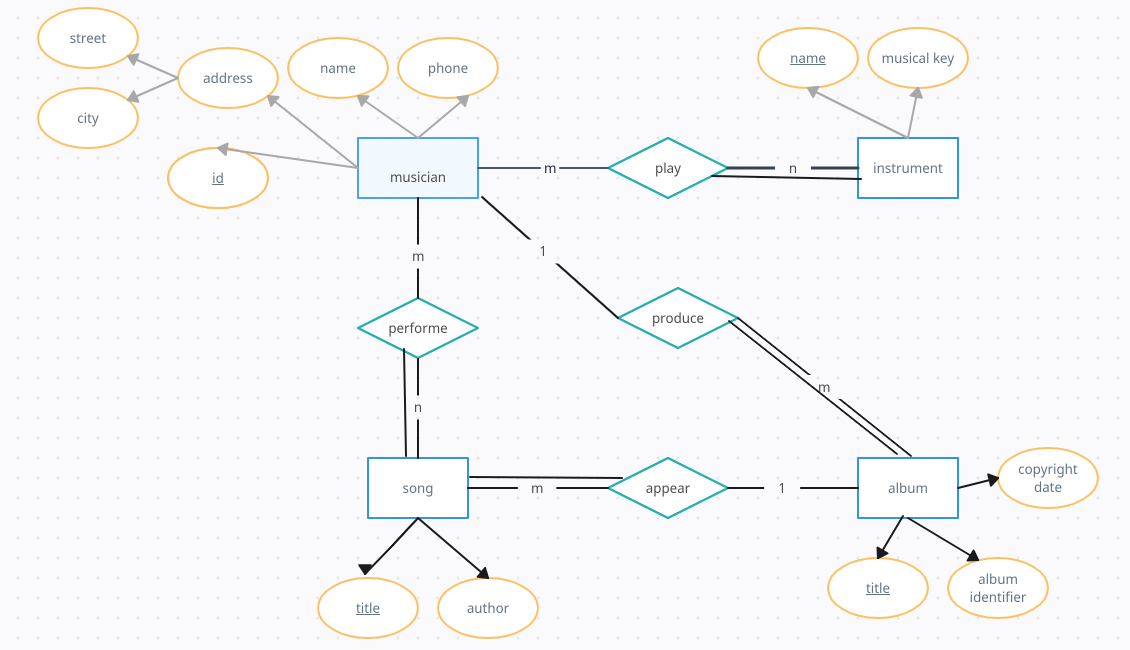 street
address
name
phone
name
musical key
city
id
musician
m
play
n
instrument
m
1
performe
produce
n
m
song
m
appear
1
album
copyright
date
title
author
title
album
identifier